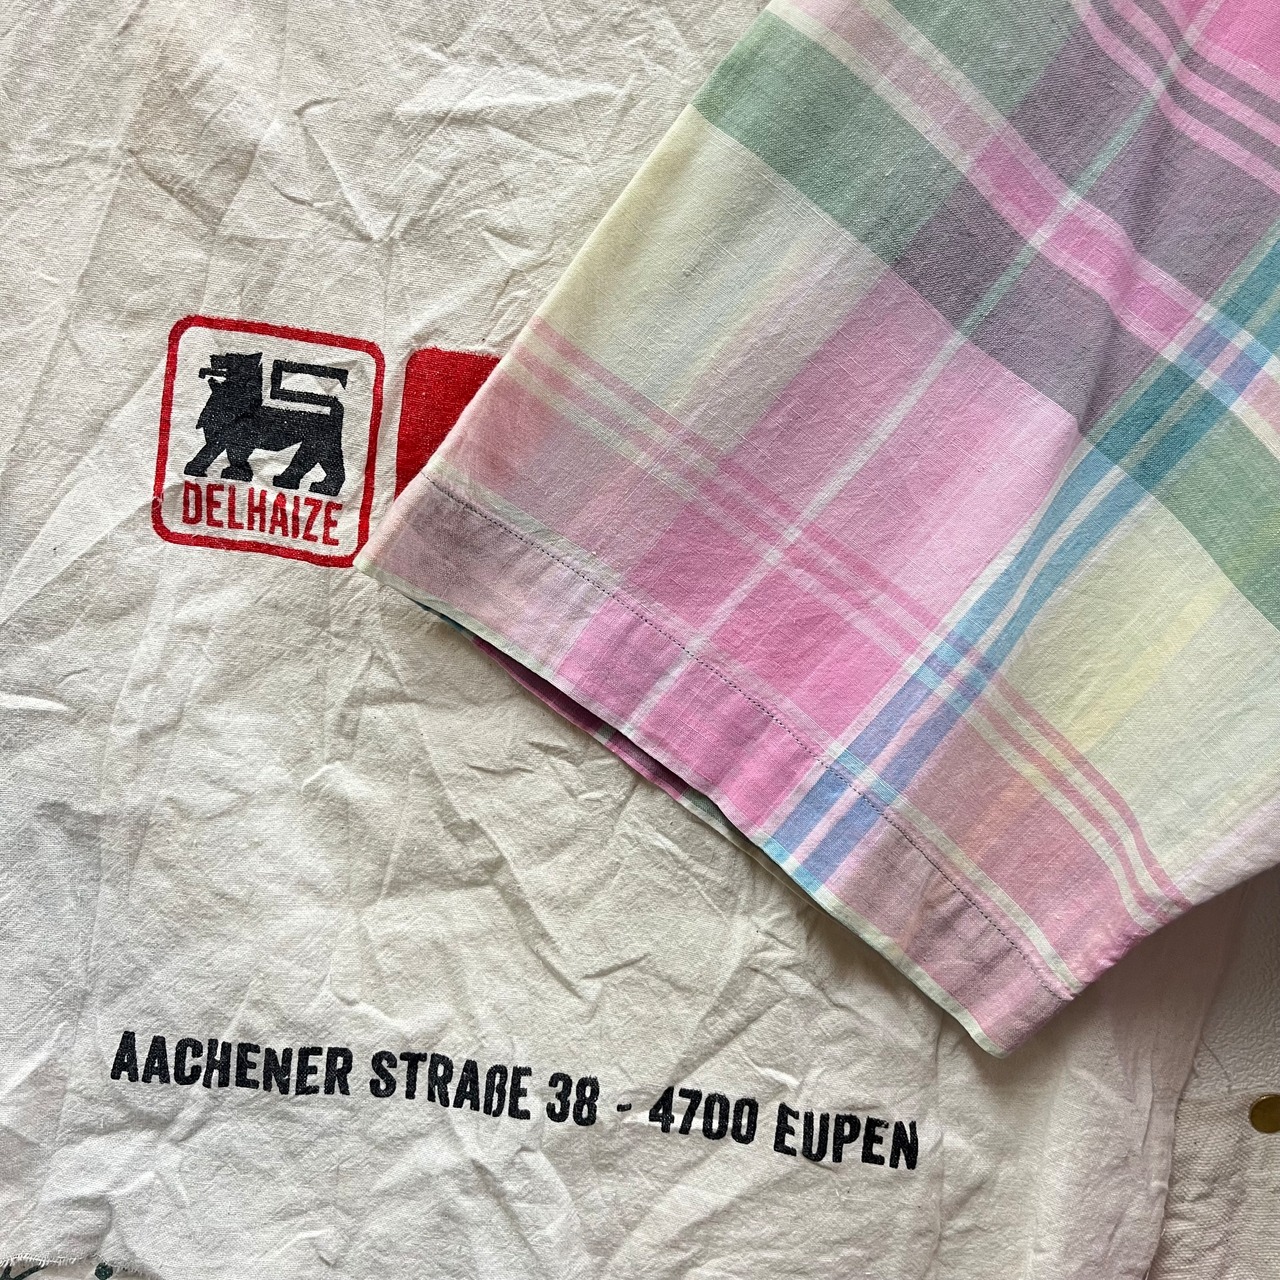 DELHAIZE
AACHENER STRAßE 38 - 4700 EUPEN